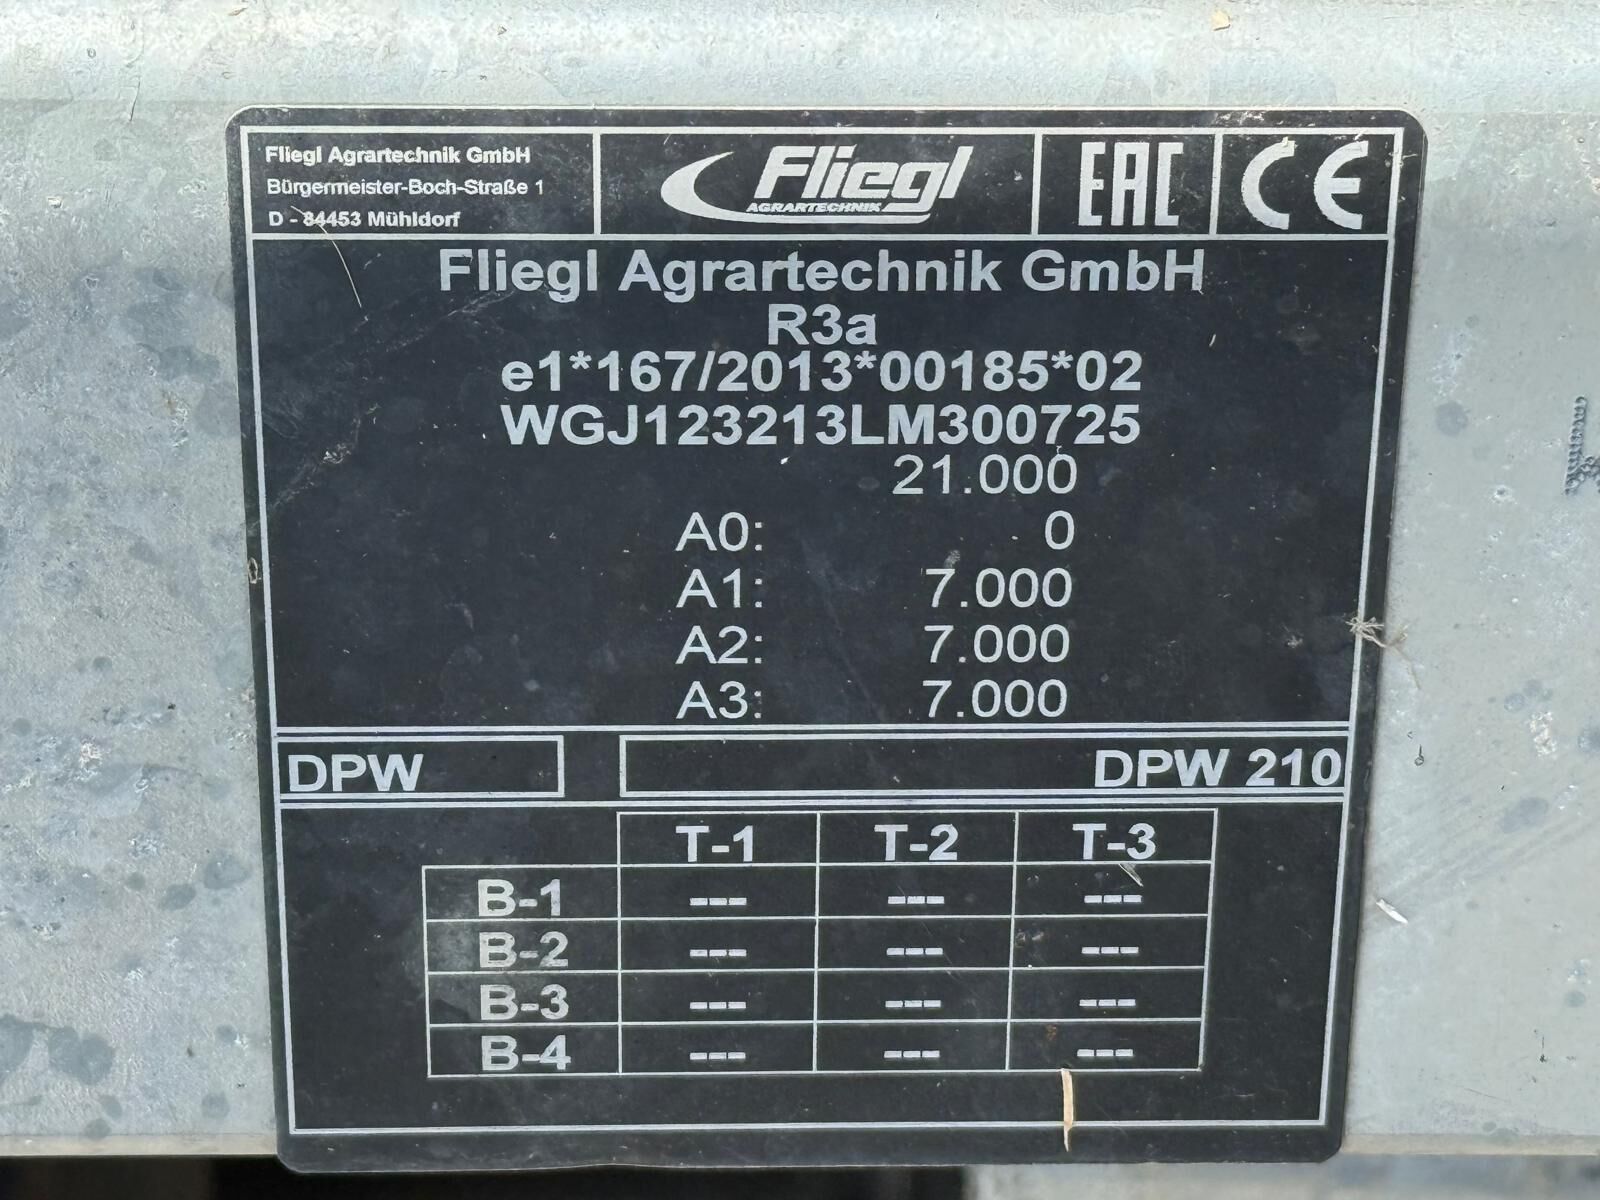 Fliegl Agrartechnik GmbH
Bürgermeister-Boch-Straße 1
D - 84453 Mühldorf
Fliegl
AGRARTECHNIK
EAC
CE
Fliegl Agrartechnik GmbH
R3a
e1*167/2013*00185*02
WGJ123213LM300725
21.000
A0: 0
A1: 7.000
A2: 7.000
A3: 7.000
DPW DPW 210
T-1 T-2 T-3
B-1 --- --- ---
B-2 --- --- ---
B-3 --- --- ---
B-4 --- --- ---